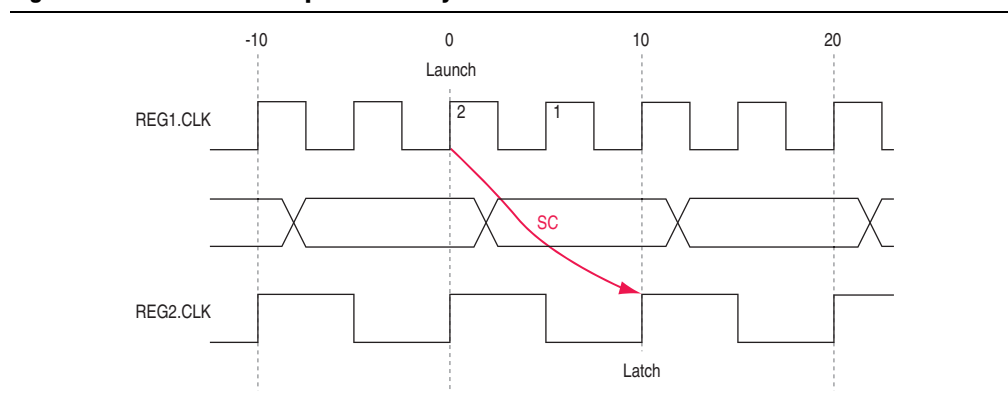 -10 0 10 20
Launch
REG1.CLK 2 1
SC
REG2.CLK
Latch